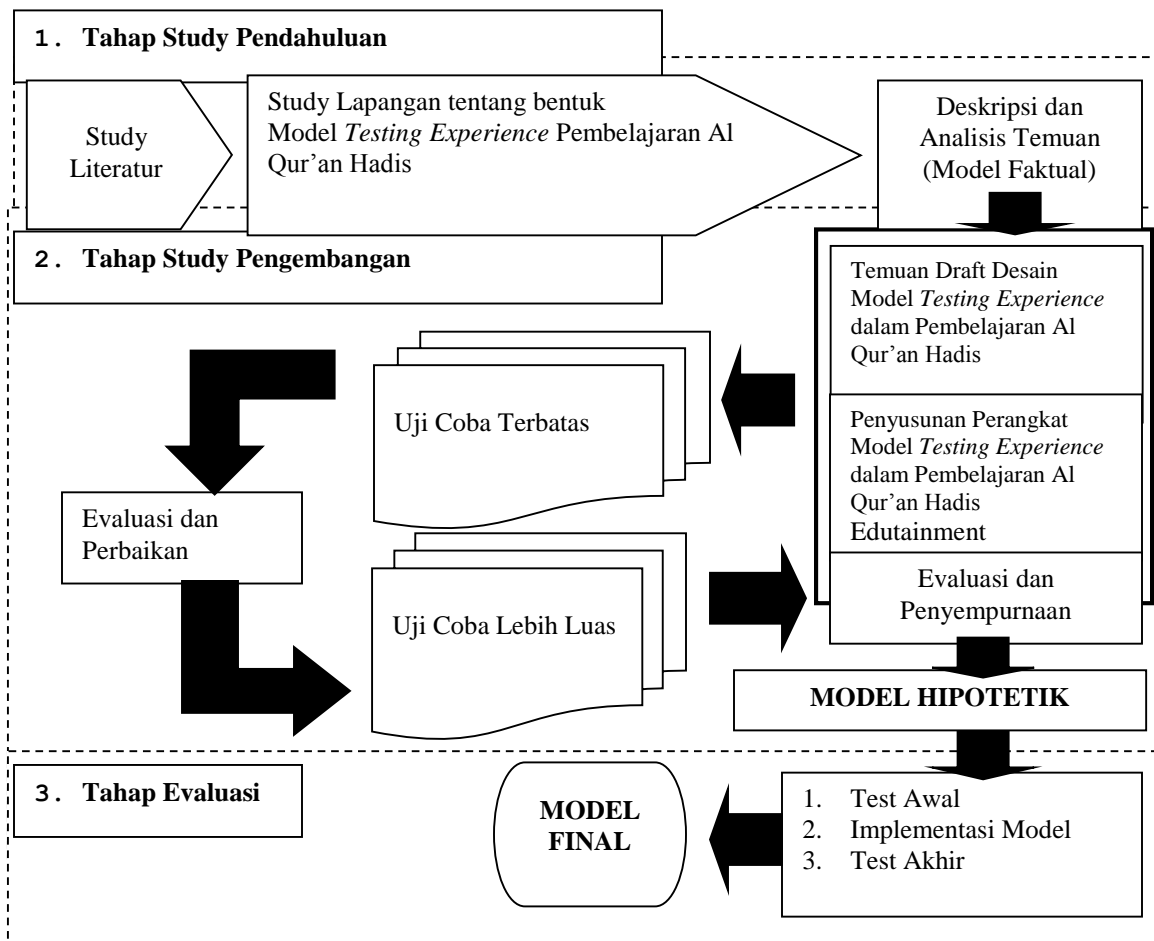 1. Tahap Study Pendahuluan
Study
Literatur
Study Lapangan tentang bentuk
Model Testing Experience Pembelajaran Al
Qur'an Hadis
Deskripsi dan
Analisis Temuan
(Model Faktual)
2. Tahap Study Pengembangan
Temuan Draft Desain
Model Testing Experience
dalam Pembelajaran Al
Qur'an Hadis
Penyusunan Perangkat
Model Testing Experience
dalam Pembelajaran Al
Qur'an Hadis
Edutainment
Evaluasi dan
Penyempurnaan
Uji Coba Terbatas
Evaluasi dan
Perbaikan
Uji Coba Lebih Luas
MODEL HIPOTETIK
3. Tahap Evaluasi
1. Test Awal
2. Implementasi Model
3. Test Akhir
MODEL
FINAL